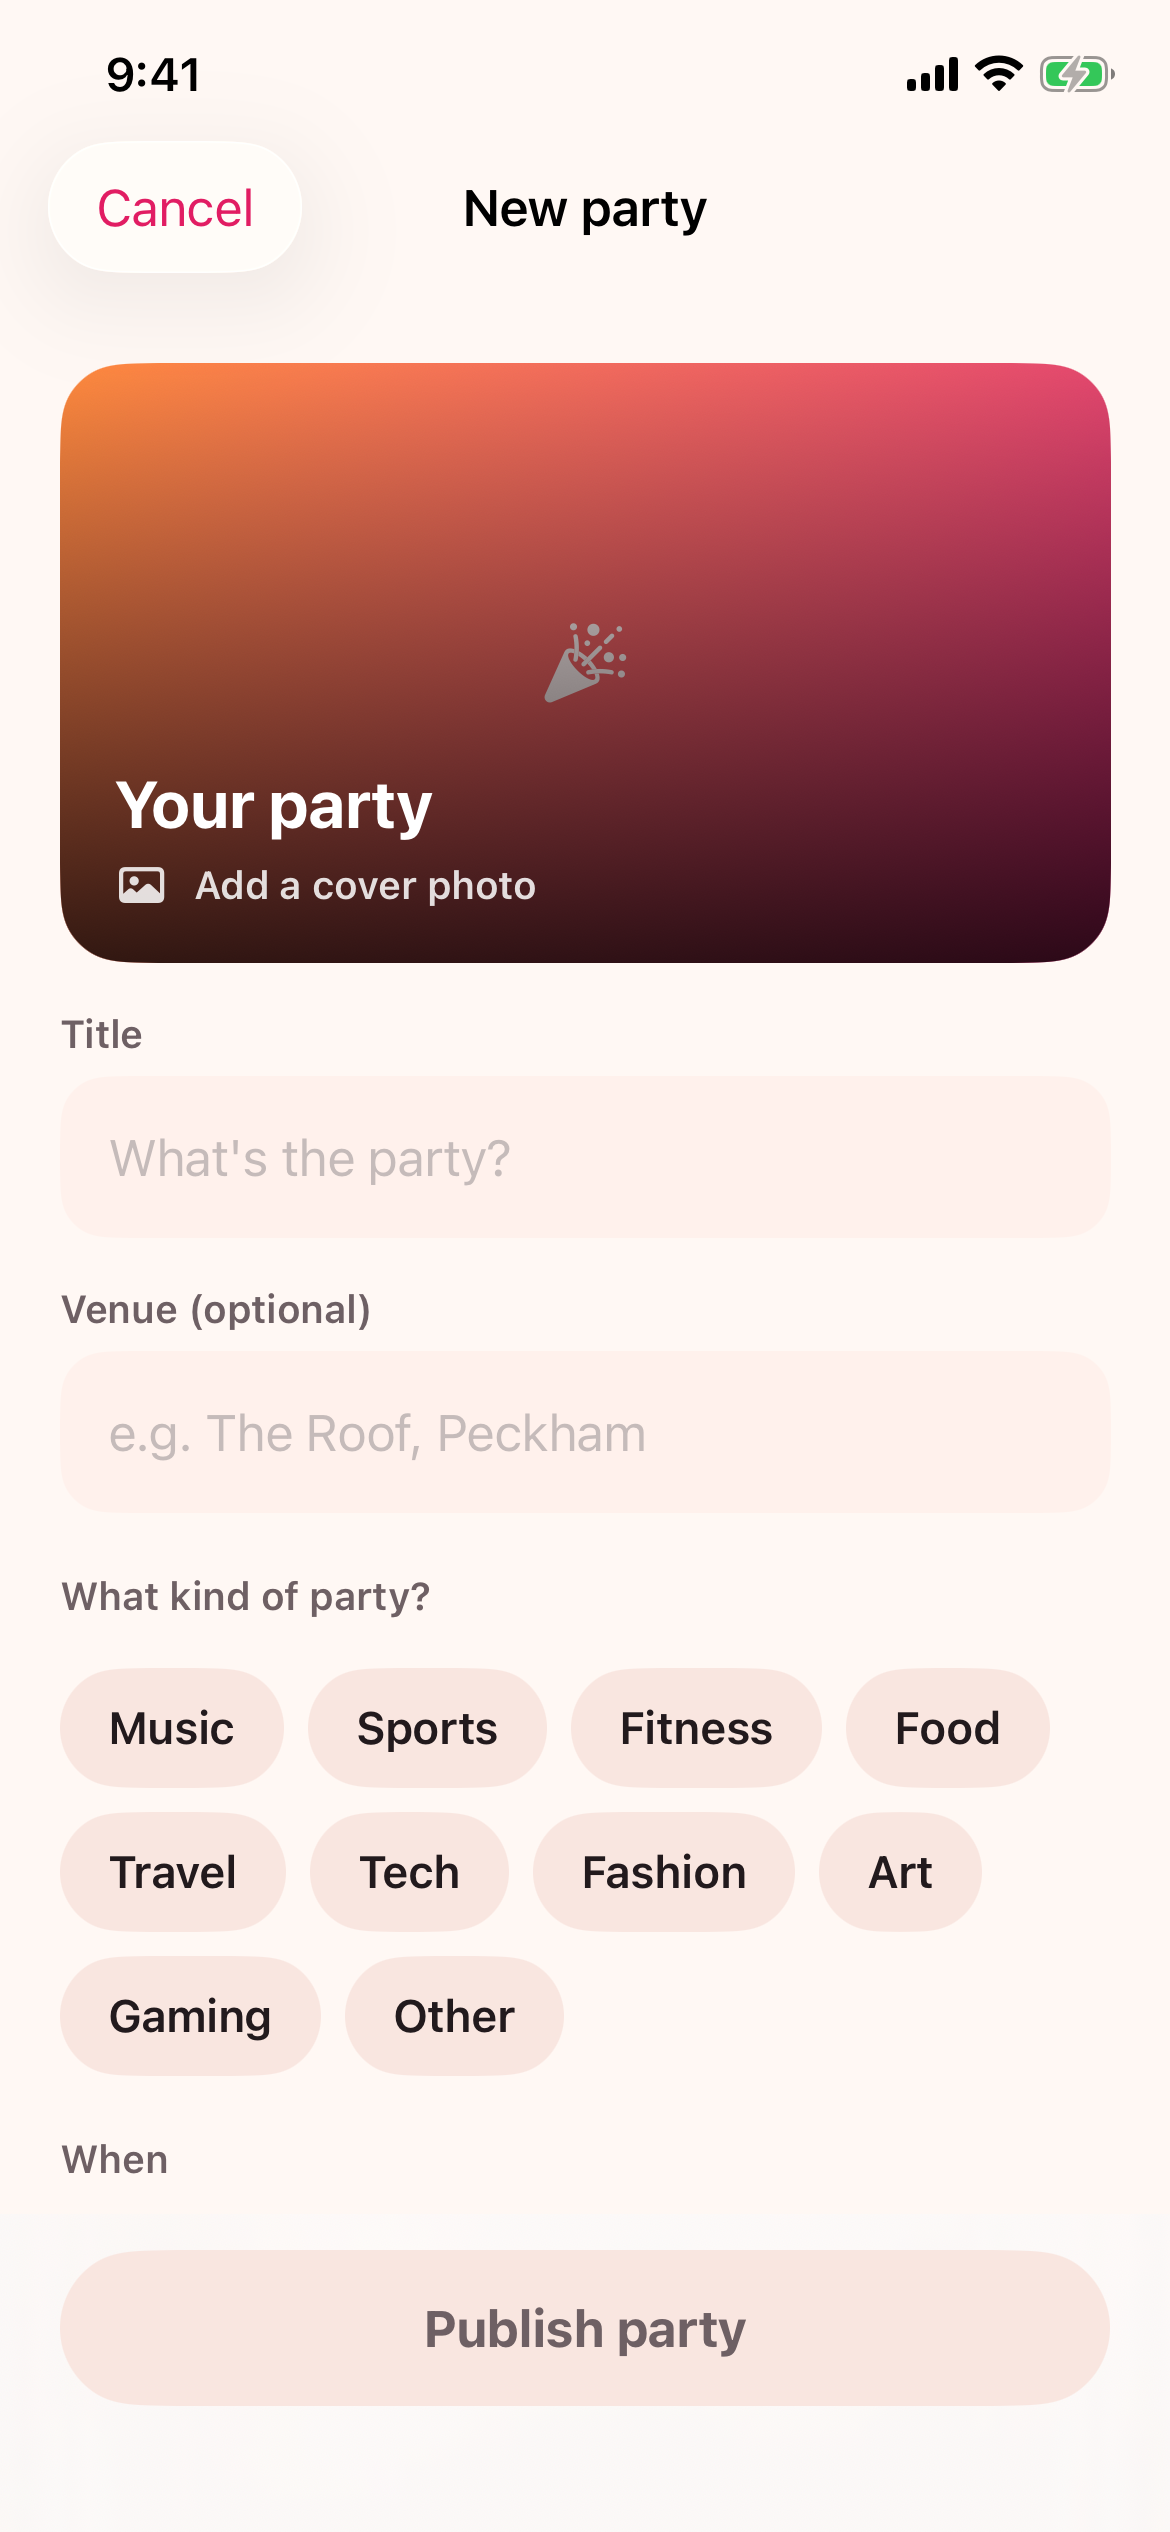 9:41
Cancel
New party
Your party
Add a cover photo
Title
What's the party?
Venue (optional)
e.g. The Roof, Peckham
What kind of party?
Music Sports Fitness Food
Travel Tech Fashion Art
Gaming Other
When
Publish party